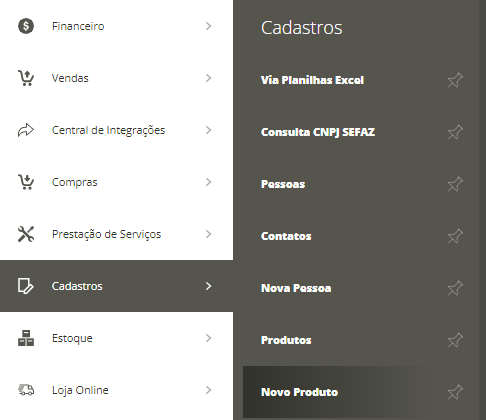 Financeiro
Vendas
Central de Integrações
Compras
Prestação de Serviços
Cadastros
Estoque
Loja Online
Cadastros
Via Planilhas Excel
Consulta CNPJ SEFAZ
Pessoas
Contatos
Nova Pessoa
Produtos
Novo Produto